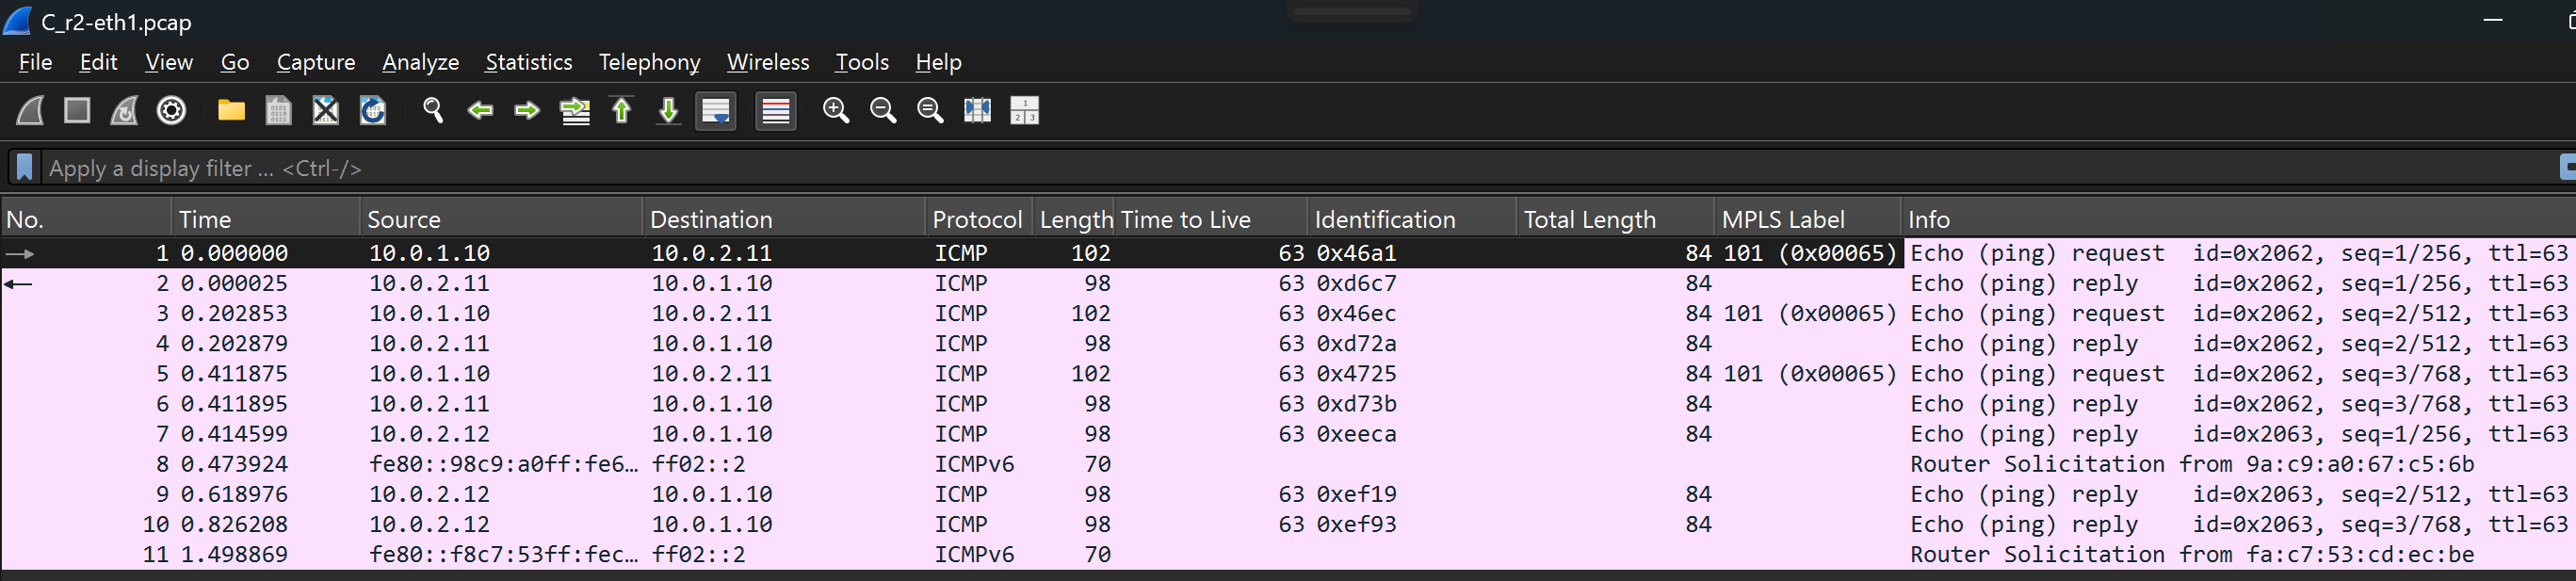 C_r2-eth1.pcap
File Edit View Go Capture Analyze Statistics Telephony Wireless Tools Help
Apply a display filter ... <Ctrl-/>
No. Time Source Destination Protocol Length Time to Live Identification Total Length MPLS Label Info
1 0.000000 10.0.1.10 10.0.2.11 ICMP 102 63 0x46a1 84 101 (0x00065) Echo (ping) request id=0x2062, seq=1/256, ttl=63
2 0.000025 10.0.2.11 10.0.1.10 ICMP 98 63 0xd6c7 84 Echo (ping) reply id=0x2062, seq=1/256, ttl=63
3 0.202853 10.0.1.10 10.0.2.11 ICMP 102 63 0x46ec 84 101 (0x00065) Echo (ping) request id=0x2062, seq=2/512, ttl=63
4 0.202879 10.0.2.11 10.0.1.10 ICMP 98 63 0xd72a 84 Echo (ping) reply id=0x2062, seq=2/512, ttl=63
5 0.411875 10.0.1.10 10.0.2.11 ICMP 102 63 0x4725 84 101 (0x00065) Echo (ping) request id=0x2062, seq=3/768, ttl=63
6 0.411895 10.0.2.11 10.0.1.10 ICMP 98 63 0xd73b 84 Echo (ping) reply id=0x2062, seq=3/768, ttl=63
7 0.414599 10.0.2.12 10.0.1.10 ICMP 98 63 0xeeca 84 Echo (ping) reply id=0x2063, seq=1/256, ttl=63
8 0.473924 fe80::98c9:a0ff:fe6… ff02::2 ICMPv6 70 Router Solicitation from 9a:c9:a0:67:c5:6b
9 0.618976 10.0.2.12 10.0.1.10 ICMP 98 63 0xef19 84 Echo (ping) reply id=0x2063, seq=2/512, ttl=63
10 0.826208 10.0.2.12 10.0.1.10 ICMP 98 63 0xef93 84 Echo (ping) reply id=0x2063, seq=3/768, ttl=63
11 1.498869 fe80::f8c7:53ff:fec… ff02::2 ICMPv6 70 Router Solicitation from fa:c7:53:cd:ec:be